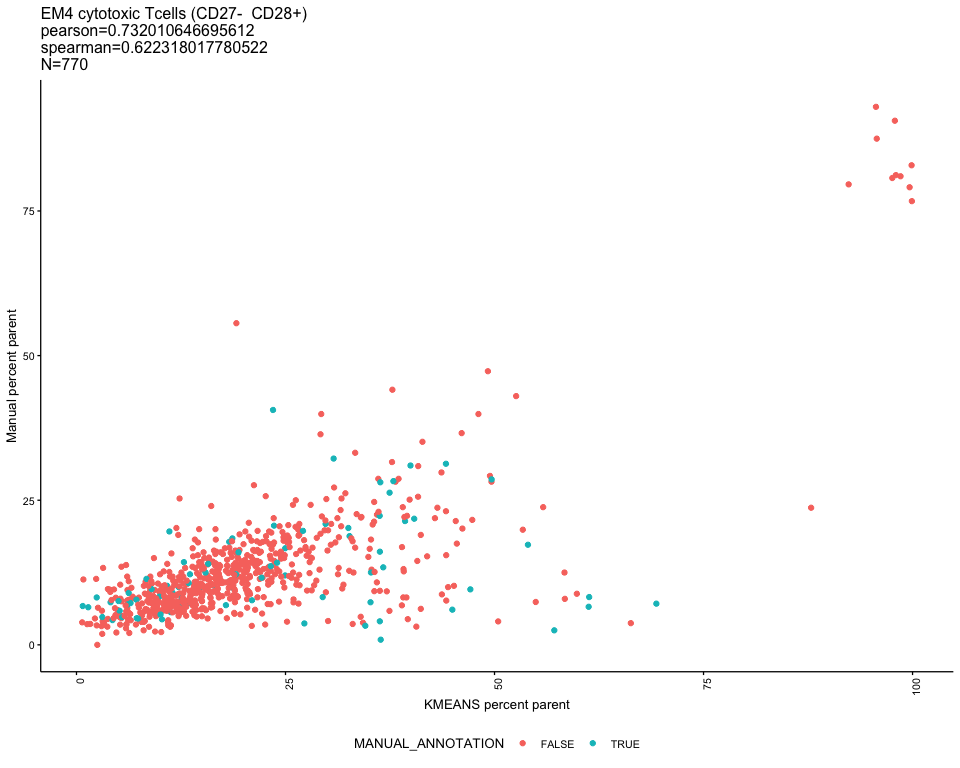 EM4 cytotoxic Tcells (CD27-  CD28+)
pearson=0.732010646695612
spearman=0.622318017780522
N=770
Manual percent parent
75
50
25
0
0 25 50 75 100
KMEANS percent parent
MANUAL_ANNOTATION FALSE TRUE